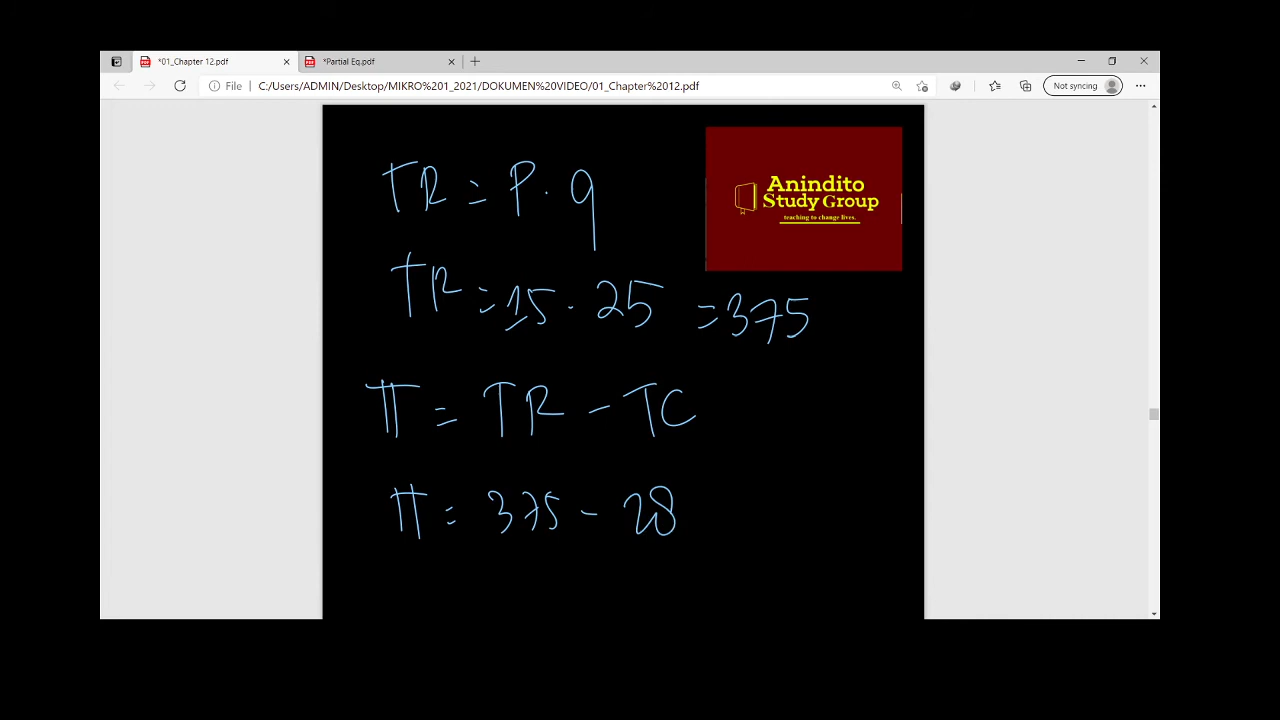 *01_Chapter 12.pdf
*Partial Eq.pdf
File
C:/Users/ADMIN/Desktop/MIKRO%201_2021/DOKUMEN%20VIDEO/01_Chapter%2012.pdf
Not syncing
TR = P . q
Anindito
Study Group
teaching to change lives.
TR = 15 . 25 = 375
π = TR - TC
π = 375 - 28